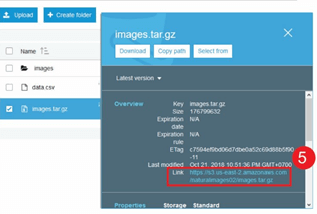 Upload
+ Create folder
Name
images
data.csv
images.tar.gz
images.tar.gz
Download
Copy path
Select from
Latest version
Overview
Key images.tar.gz
Size 176799632
Expiration date N/A
Expiration rule N/A
ETag
-11
Last modified Oct 21, 2018 10:51:36 PM GMT+0700
Link https://s3.us-east-2.amazonaws.com
/naturalimages02/images.tar.gz
5
Properties
Storage Standard